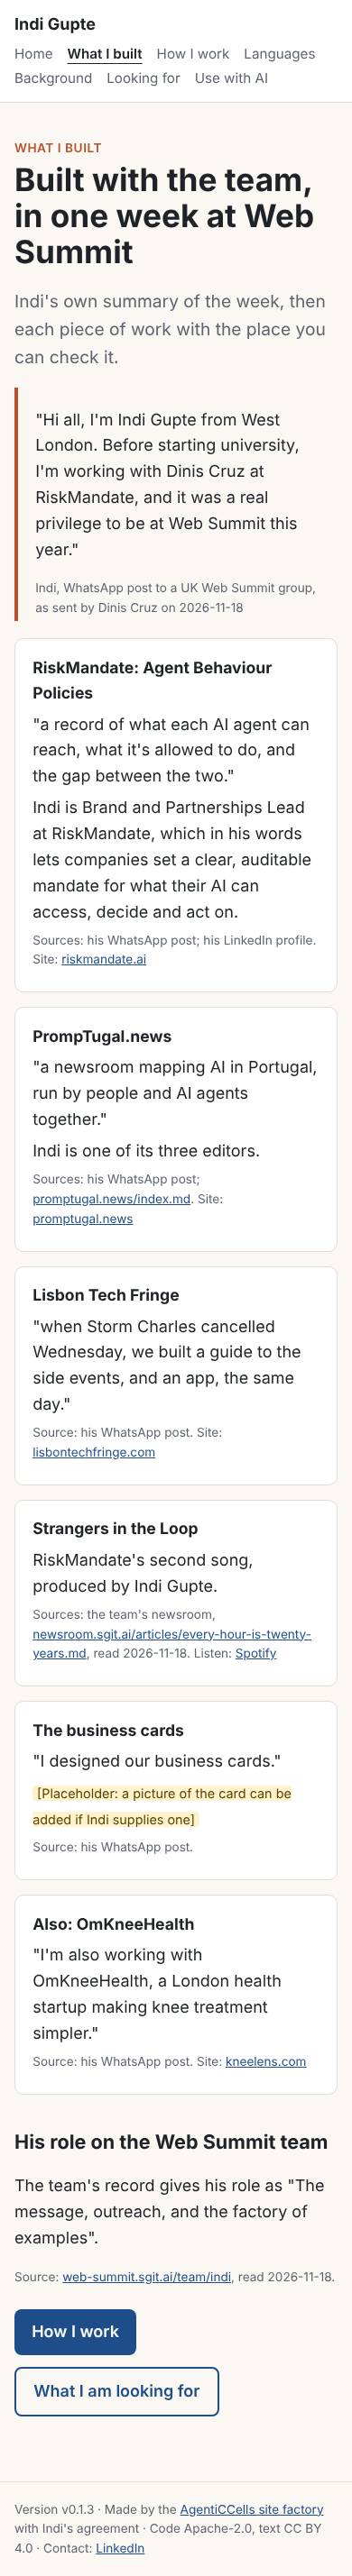 Indi Gupte
Home What I built How I work Languages
Background Looking for Use with AI
WHAT I BUILT
Built with the team,
in one week at Web
Summit
Indi's own summary of the week, then
each piece of work with the place you
can check it.
"Hi all, I'm Indi Gupte from West
London. Before starting university,
I'm working with Dinis Cruz at
RiskMandate, and it was a real
privilege to be at Web Summit this
year."
Indi, WhatsApp post to a UK Web Summit group,
as sent by Dinis Cruz on 2026-11-18
RiskMandate: Agent Behaviour
Policies
"a record of what each AI agent can
reach, what it's allowed to do, and
the gap between the two."
Indi is Brand and Partnerships Lead
at RiskMandate, which in his words
lets companies set a clear, auditable
mandate for what their AI can
access, decide and act on.
Sources: his WhatsApp post; his LinkedIn profile.
Site: riskmandate.ai
PrompTugal.news
"a newsroom mapping AI in Portugal,
run by people and AI agents
together."
Indi is one of its three editors.
Sources: his WhatsApp post;
promptugal.news/index.md. Site:
promptugal.news
Lisbon Tech Fringe
"when Storm Charles cancelled
Wednesday, we built a guide to the
side events, and an app, the same
day."
Source: his WhatsApp post. Site:
lisbontechfringe.com
Strangers in the Loop
RiskMandate's second song,
produced by Indi Gupte.
Sources: the team's newsroom,
newsroom.sgit.ai/articles/every-hour-is-twenty-
years.md, read 2026-11-18. Listen: Spotify
The business cards
"I designed our business cards."
[Placeholder: a picture of the card can be
added if Indi supplies one]
Source: his WhatsApp post.
Also: OmKneeHealth
"I'm also working with
OmKneeHealth, a London health
startup making knee treatment
simpler."
Source: his WhatsApp post. Site: kneelens.com
His role on the Web Summit team
The team's record gives his role as "The
message, outreach, and the factory of
examples".
Source: web-summit.sgit.ai/team/indi, read 2026-11-18.
How I work
What I am looking for
Version v0.1.3 · Made by the AgentiCCells site factory
with Indi's agreement · Code Apache-2.0, text CC BY
4.0 · Contact: LinkedIn